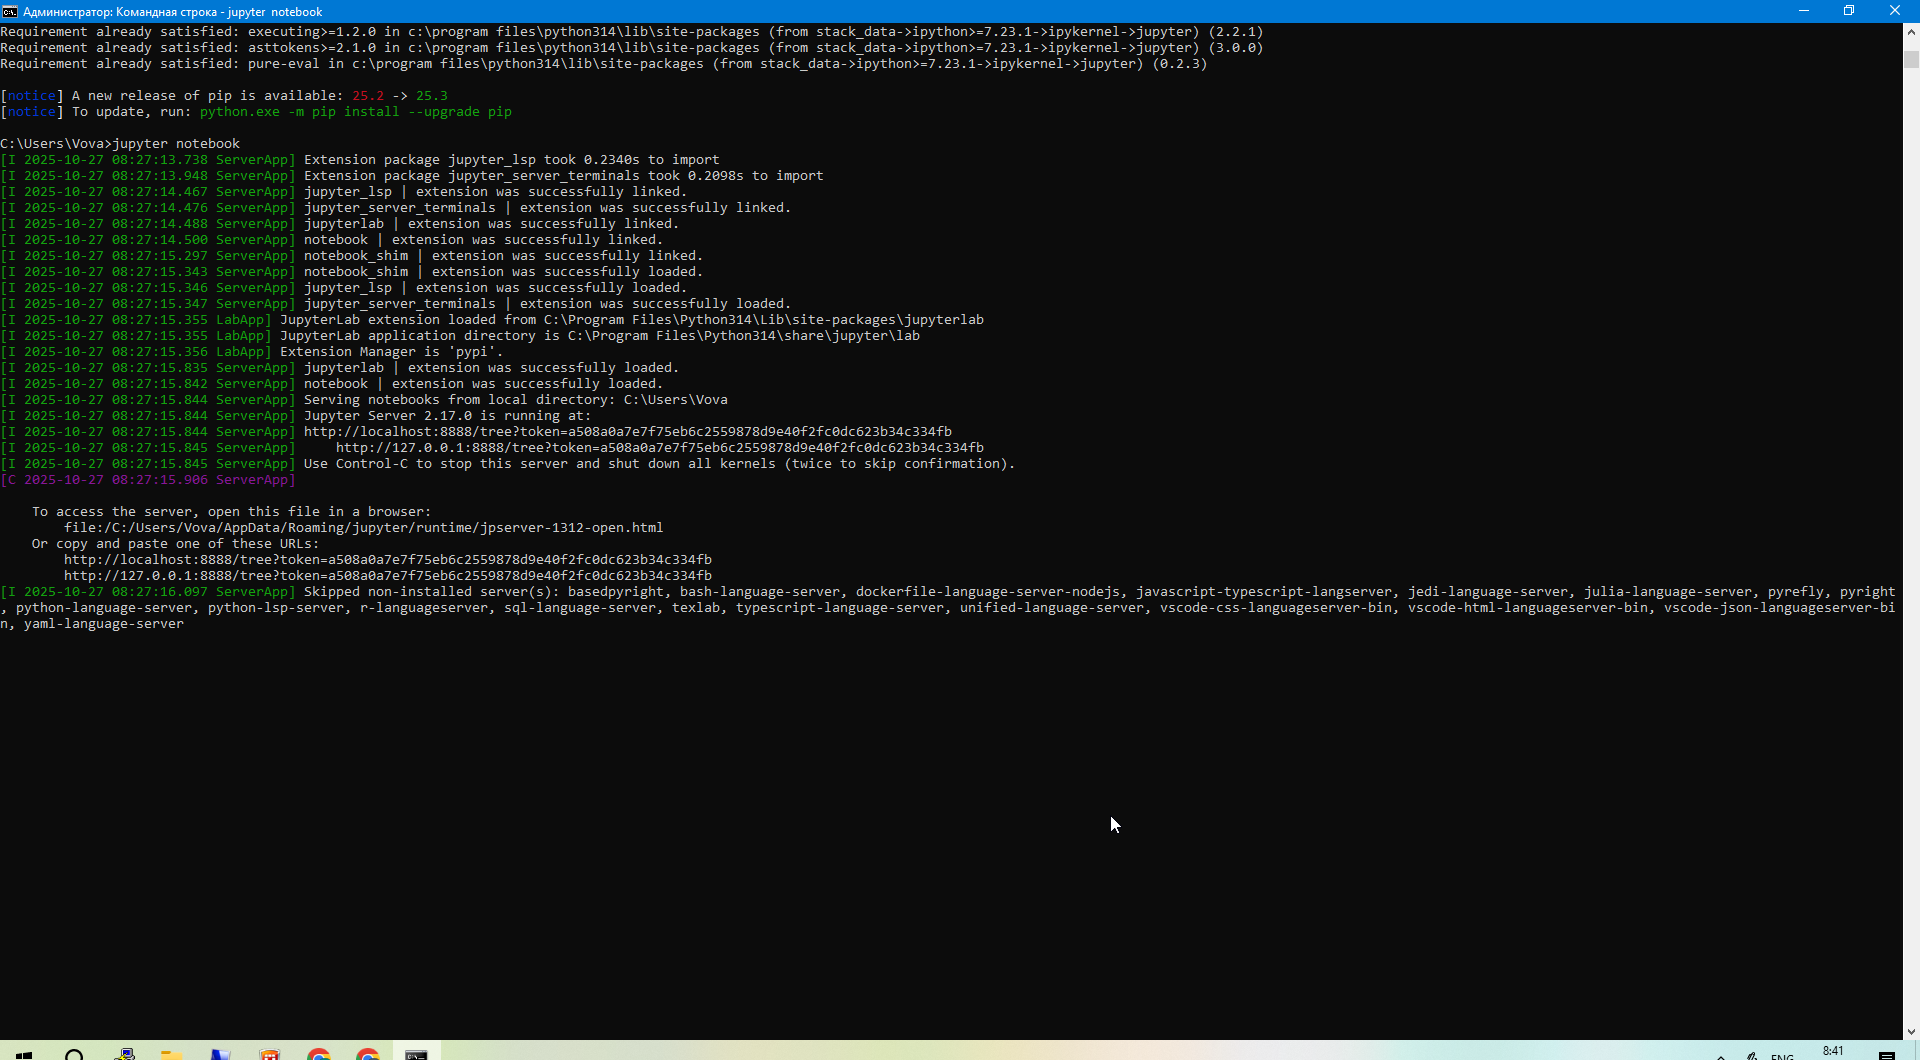 Администратор: Командная строка - jupyter notebook
Requirement already satisfied: executing>=1.2.0 in c:\program files\python314\lib\site-packages (from stack_data->ipython>=7.23.1->ipykernel->jupyter) (2.2.1)
Requirement already satisfied: asttokens>=2.1.0 in c:\program files\python314\lib\site-packages (from stack_data->ipython>=7.23.1->ipykernel->jupyter) (3.0.0)
Requirement already satisfied: pure-eval in c:\program files\python314\lib\site-packages (from stack_data->ipython>=7.23.1->ipykernel->jupyter) (0.2.3)
[notice] A new release of pip is available: 25.2 -> 25.3
[notice] To update, run: python.exe -m pip install --upgrade pip
C:\Users\Vova>jupyter notebook
[I 2025-10-27 08:27:13.738 ServerApp] Extension package jupyter_lsp took 0.2340s to import
[I 2025-10-27 08:27:13.948 ServerApp] Extension package jupyter_server_terminals took 0.2098s to import
[I 2025-10-27 08:27:14.467 ServerApp] jupyter_lsp | extension was successfully linked.
[I 2025-10-27 08:27:14.476 ServerApp] jupyter_server_terminals | extension was successfully linked.
[I 2025-10-27 08:27:14.488 ServerApp] jupyterlab | extension was successfully linked.
[I 2025-10-27 08:27:14.500 ServerApp] notebook | extension was successfully linked.
[I 2025-10-27 08:27:15.297 ServerApp] notebook_shim | extension was successfully linked.
[I 2025-10-27 08:27:15.343 ServerApp] notebook_shim | extension was successfully loaded.
[I 2025-10-27 08:27:15.346 ServerApp] jupyter_lsp | extension was successfully loaded.
[I 2025-10-27 08:27:15.347 ServerApp] jupyter_server_terminals | extension was successfully loaded.
[I 2025-10-27 08:27:15.355 LabApp] JupyterLab extension loaded from C:\Program Files\Python314\Lib\site-packages\jupyterlab
[I 2025-10-27 08:27:15.355 LabApp] JupyterLab application directory is C:\Program Files\Python314\share\jupyter\lab
[I 2025-10-27 08:27:15.356 LabApp] Extension Manager is 'pypi'.
[I 2025-10-27 08:27:15.835 ServerApp] jupyterlab | extension was successfully loaded.
[I 2025-10-27 08:27:15.842 ServerApp] notebook | extension was successfully loaded.
[I 2025-10-27 08:27:15.844 ServerApp] Serving notebooks from local directory: C:\Users\Vova
[I 2025-10-27 08:27:15.844 ServerApp] Jupyter Server 2.17.0 is running at:
[I 2025-10-27 08:27:15.844 ServerApp] http://localhost:8888/tree?token=a508a0a7e7f75eb6c2559878d9e40f2fc0dc623b34c334fb
[I 2025-10-27 08:27:15.845 ServerApp]     http://127.0.0.1:8888/tree?token=a508a0a7e7f75eb6c2559878d9e40f2fc0dc623b34c334fb
[I 2025-10-27 08:27:15.845 ServerApp] Use Control-C to stop this server and shut down all kernels (twice to skip confirmation).
[C 2025-10-27 08:27:15.906 ServerApp]
To access the server, open this file in a browser:
file:/C:/Users/Vova/AppData/Roaming/jupyter/runtime/jpserver-1312-open.html
Or copy and paste one of these URLs:
http://localhost:8888/tree?token=a508a0a7e7f75eb6c2559878d9e40f2fc0dc623b34c334fb
http://127.0.0.1:8888/tree?token=a508a0a7e7f75eb6c2559878d9e40f2fc0dc623b34c334fb
[I 2025-10-27 08:27:16.097 ServerApp] Skipped non-installed server(s): basedpyright, bash-language-server, dockerfile-language-server-nodejs, javascript-typescript-langserver, jedi-language-server, julia-language-server, pyrefly, pyright
, python-language-server, python-lsp-server, r-languageserver, sql-language-server, texlab, typescript-language-server, unified-language-server, vscode-css-languageserver-bin, vscode-html-languageserver-bin, vscode-json-languageserver-bi
n, yaml-language-server
ENG
8:41